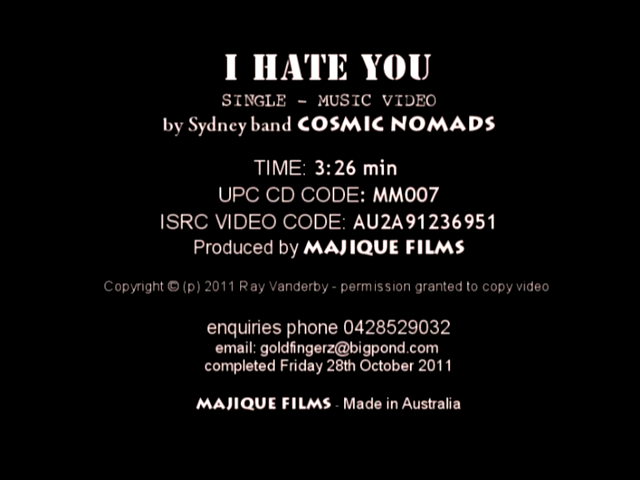 I HATE YOU
SINGLE - MUSIC VIDEO
by Sydney band COSMIC NOMADS
TIME: 3:26 min
UPC CD CODE: MM007
ISRC VIDEO CODE: AU2A91236951
Produced by MAJIQUE FILMS
Copyright © (p) 2011 Ray Vanderby - permission granted to copy video
enquiries phone 0428529032
email: goldfingerz@bigpond.com
completed Friday 28th October 2011
MAJIQUE FILMS - Made in Australia